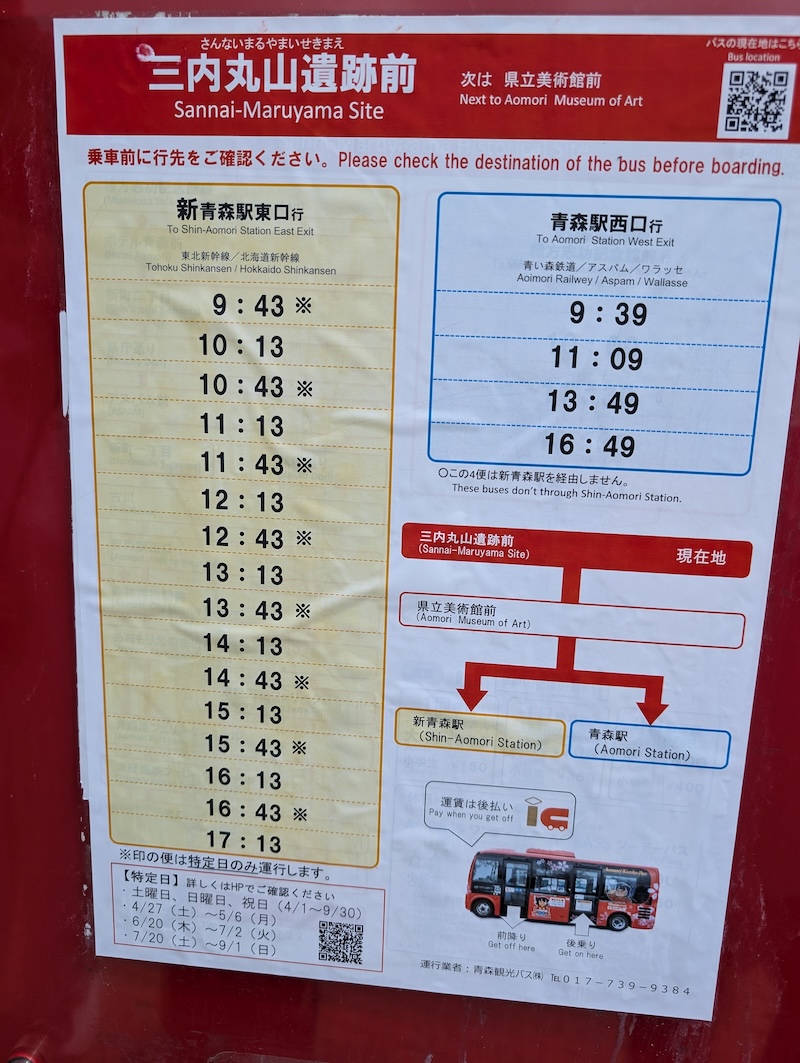 さんないまるやまいせきまえ
三内丸山遺跡前
Sannai-Maruyama Site
次は 県立美術館前
Next to Aomori Museum of Art
バスの現在地はこちら
Bus location
乗車前に行先をご確認ください。Please check the destination of the bus before boarding.
新青森駅東口行
To Shin-Aomori Station East Exit
東北新幹線／北海道新幹線
Tohoku Shinkansen / Hokkaido Shinkansen
9：43 ※
10：13
10：43 ※
11：13
11：43 ※
12：13
12：43 ※
13：13
13：43 ※
14：13
14：43 ※
15：13
15：43 ※
16：13
16：43 ※
17：13
※印の便は特定日のみ運行します。
【特定日】詳しくはHPでご確認ください
・土曜日、日曜日、祝日（4/1～9/30）
・4/27（土）～5/6（月）
・6/20（木）～7/2（火）
・7/20（土）～9/1（日）
青森駅西口行
To Aomori Station West Exit
青い森鉄道／アスパム／ワラッセ
Aoimori Railwey / Aspam / Wallasse
9：39
11：09
13：49
16：49
〇この4便は新青森駅を経由しません。
These buses don't through Shin-Aomori Station.
三内丸山遺跡前
(Sannai-Maruyama Site)
現在地
県立美術館前
(Aomori Museum of Art)
新青森駅
(Shin-Aomori Station)
青森駅
(Aomori Station)
運賃は後払い
Pay when you get off
前降り
Get off here
後乗り
Get on here
運行業者：青森観光バス㈱ ℡017-739-9384